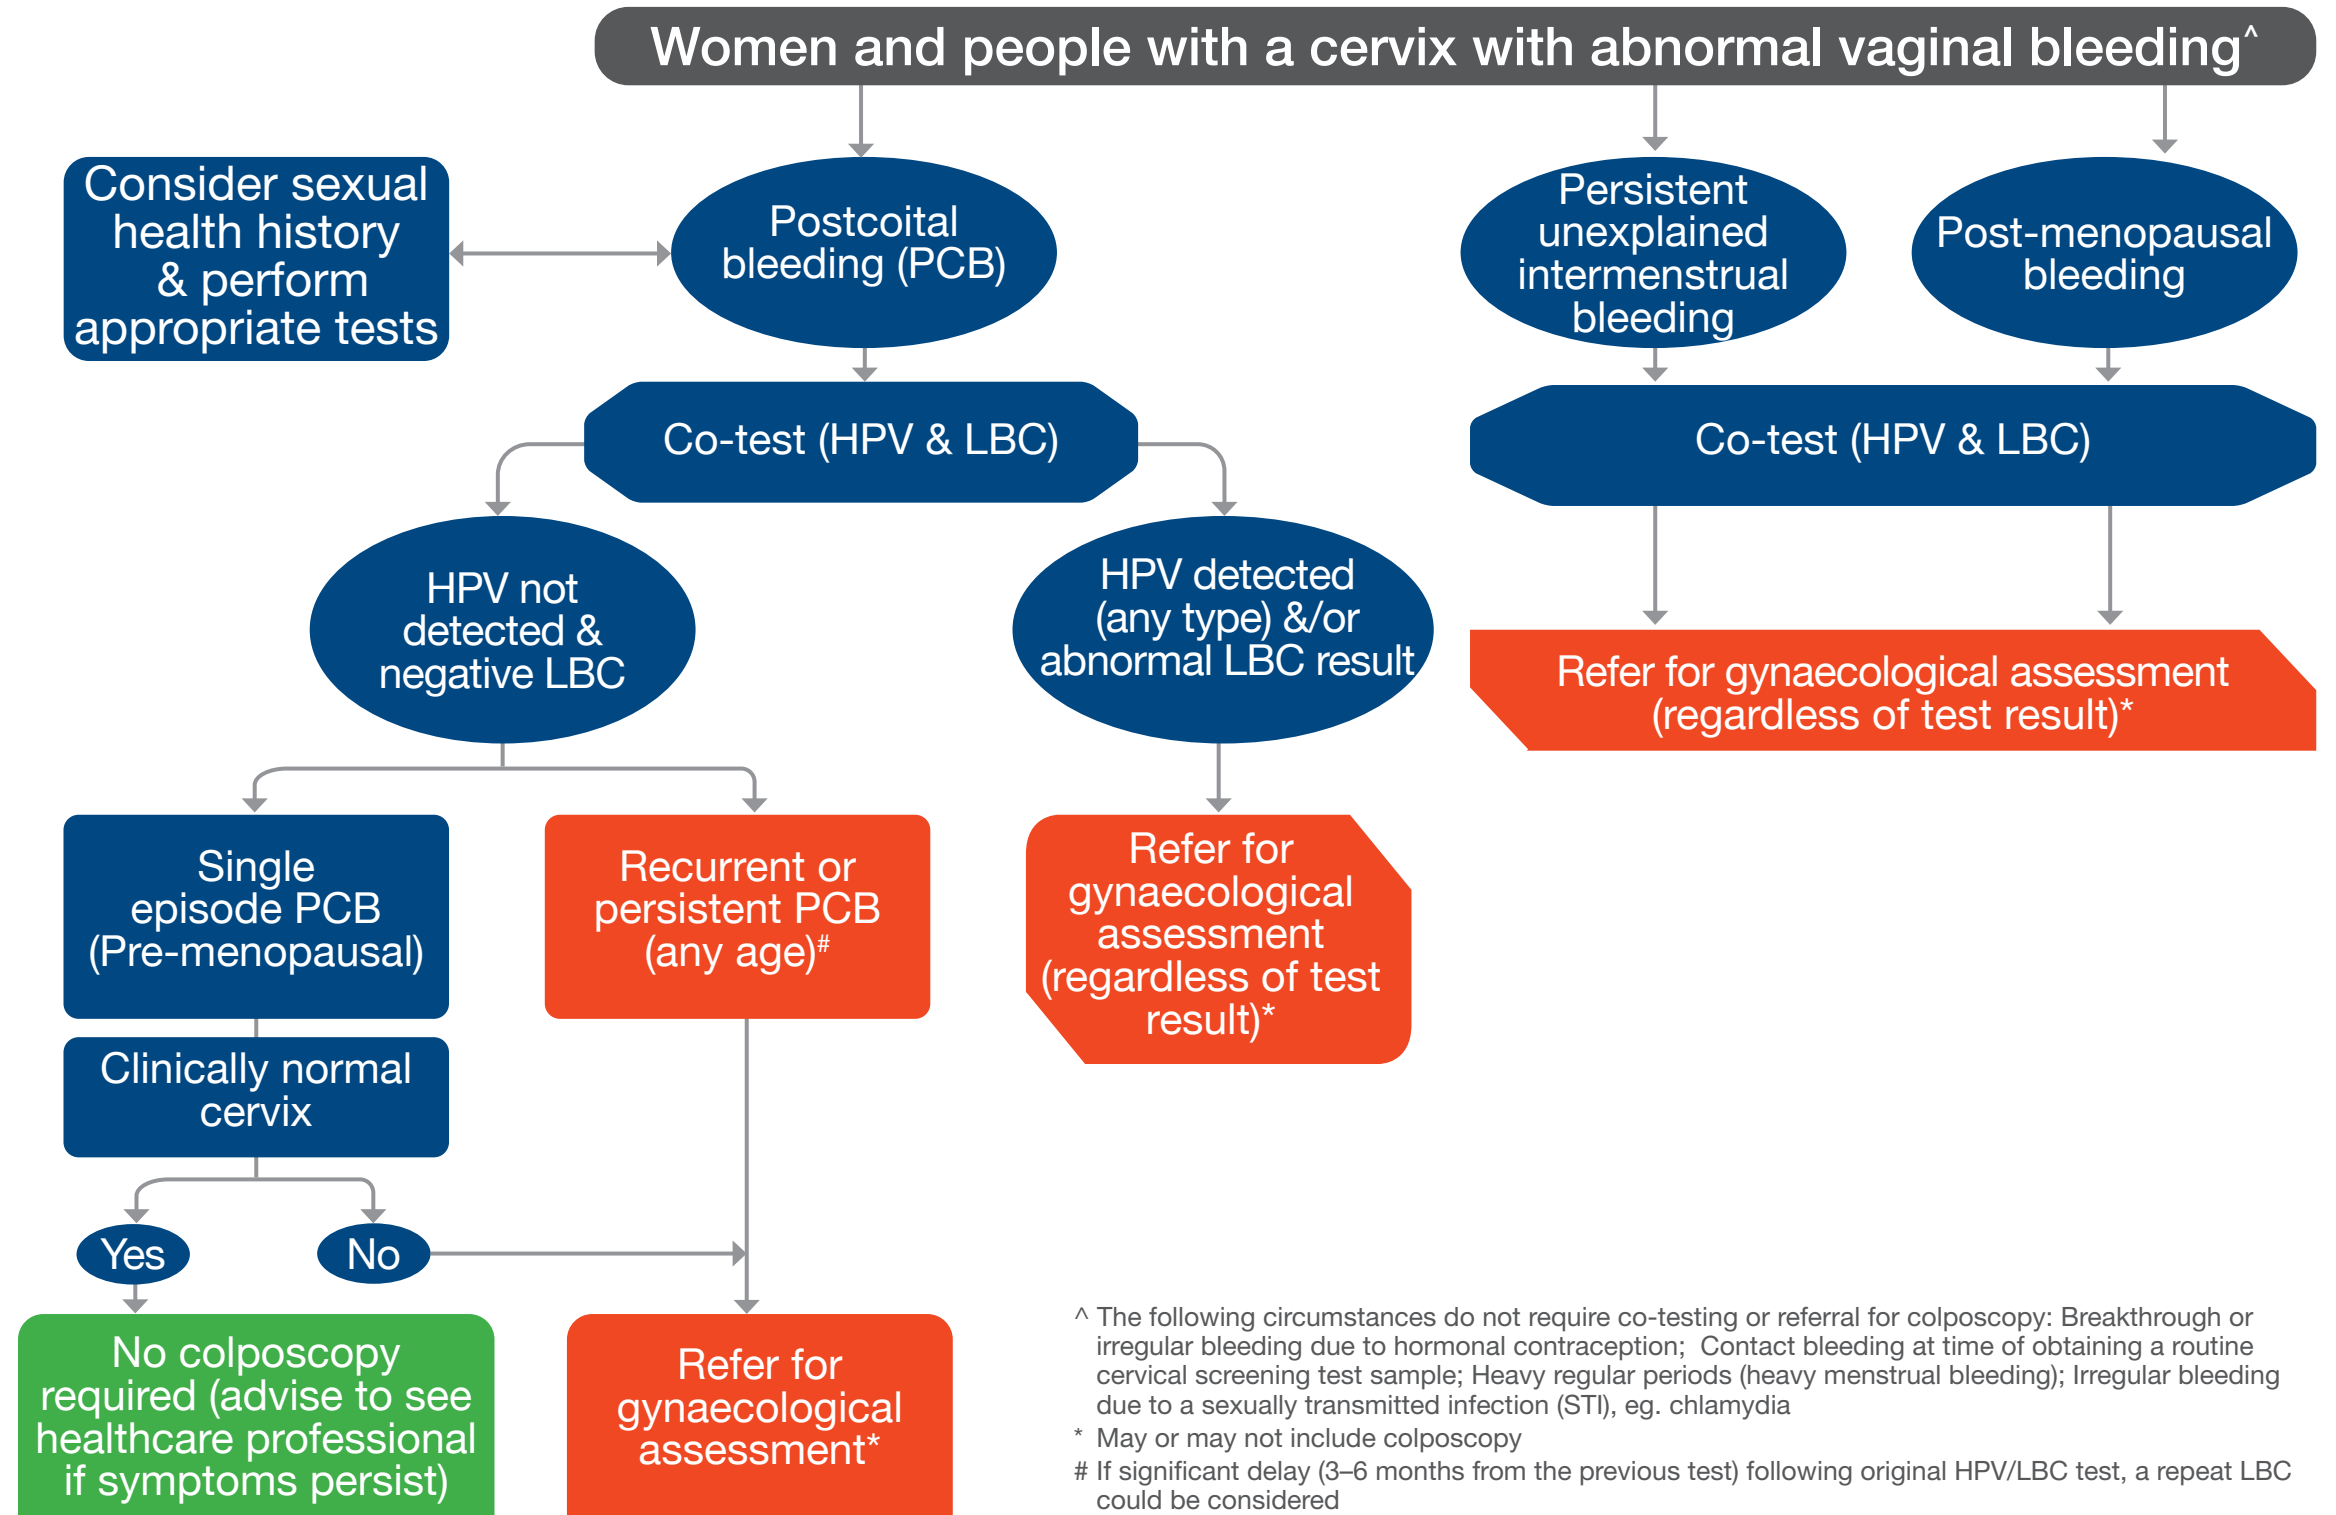 Women and people with a cervix with abnormal vaginal bleeding^
Consider sexual
health history
& perform
appropriate tests
Postcoital
bleeding (PCB)
Persistent
unexplained
intermenstrual
bleeding
Post-menopausal
bleeding
Co-test (HPV & LBC)
Co-test (HPV & LBC)
HPV not
detected &
negative LBC
HPV detected
(any type) &/or
abnormal LBC result
Refer for gynaecological assessment
(regardless of test result)*
Single
episode PCB
(Pre-menopausal)
Recurrent or
persistent PCB
(any age)#
Refer for
gynaecological
assessment
(regardless of test
result)*
Clinically normal
cervix
Yes
No
No colposcopy
required (advise to see
healthcare professional
if symptoms persist)
Refer for
gynaecological
assessment*
^ The following circumstances do not require co-testing or referral for colposcopy: Breakthrough or
irregular bleeding due to hormonal contraception; Contact bleeding at time of obtaining a routine
cervical screening test sample; Heavy regular periods (heavy menstrual bleeding); Irregular bleeding
due to a sexually transmitted infection (STI), eg. chlamydia
* May or may not include colposcopy
# If significant delay (3–6 months from the previous test) following original HPV/LBC test, a repeat LBC
could be considered